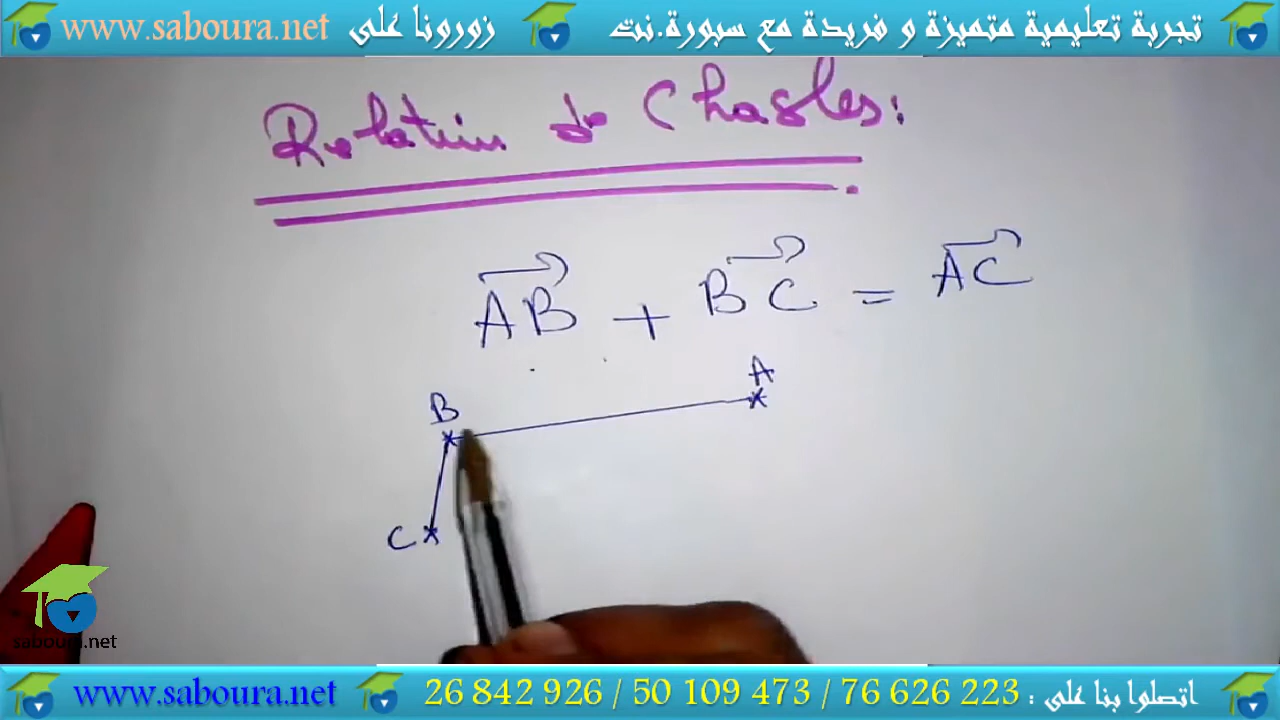 www.saboura.net زورونا على تجربة تعليمية متميزة و فريدة مع سبورة.نت
Relation de Chasles:
AB + BC = AC
A
B
C
saboura.net
www.saboura.net 26 842 926 / 50 109 473 / 76 626 223 : اتصلوا بنا على